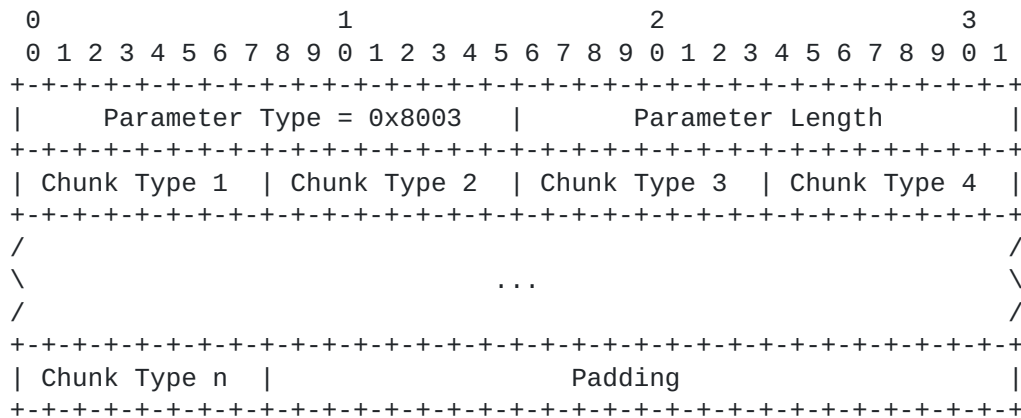 0                   1                   2                   3
 0 1 2 3 4 5 6 7 8 9 0 1 2 3 4 5 6 7 8 9 0 1 2 3 4 5 6 7 8 9 0 1
+-+-+-+-+-+-+-+-+-+-+-+-+-+-+-+-+-+-+-+-+-+-+-+-+-+-+-+-+-+-+-+-+
|     Parameter Type = 0x8003   |       Parameter Length        |
+-+-+-+-+-+-+-+-+-+-+-+-+-+-+-+-+-+-+-+-+-+-+-+-+-+-+-+-+-+-+-+-+
| Chunk Type 1  | Chunk Type 2  | Chunk Type 3  | Chunk Type 4  |
+-+-+-+-+-+-+-+-+-+-+-+-+-+-+-+-+-+-+-+-+-+-+-+-+-+-+-+-+-+-+-+-+
/                                                               /
\                              ...                              \
/                                                               /
+-+-+-+-+-+-+-+-+-+-+-+-+-+-+-+-+-+-+-+-+-+-+-+-+-+-+-+-+-+-+-+-+
| Chunk Type n  |                   Padding                     |
+-+-+-+-+-+-+-+-+-+-+-+-+-+-+-+-+-+-+-+-+-+-+-+-+-+-+-+-+-+-+-+-+